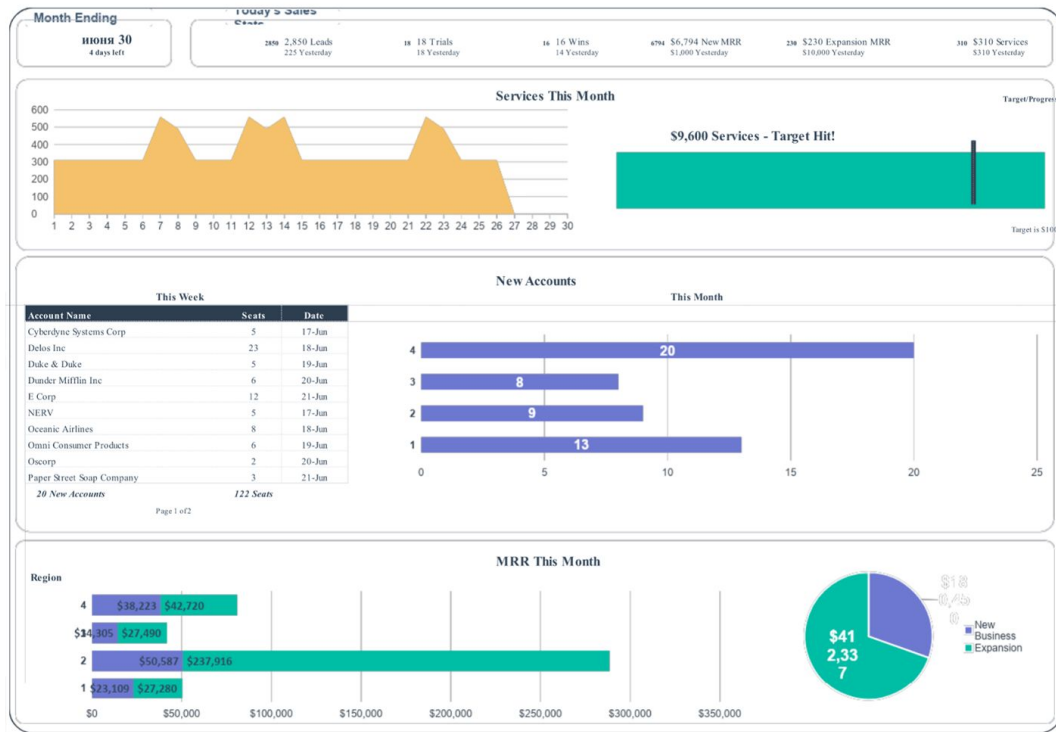 Month Ending
Today's Sales
Stats
июня 30
4 days left
2850 2,850 Leads
225 Yesterday
18 18 Trials
18 Yesterday
16 16 Wins
14 Yesterday
6794 $6,794 New MRR
$1,000 Yesterday
230 $230 Expansion MRR
$10,000 Yesterday
310 $310 Services
$310 Yesterday
Services This Month
600
500
400
300
200
100
0
1 2 3 4 5 6 7 8 9 10 11 12 13 14 15 16 17 18 19 20 21 22 23 24 25 26 27 28 29 30
Target/Progres
$9,600 Services - Target Hit!
Target is $100
New Accounts
This Week
Account Name Seats Date
Cyberdyne Systems Corp 5 17-Jun
Delos Inc 23 18-Jun
Duke & Duke 5 19-Jun
Dunder Mifflin Inc 6 20-Jun
E Corp 12 21-Jun
NERV 5 17-Jun
Oceanic Airlines 8 18-Jun
Omni Consumer Products 6 19-Jun
Oscorp 2 20-Jun
Paper Street Soap Company 3 21-Jun
20 New Accounts 122 Seats
Page 1 of2
This Month
4 20
3 8
2 9
1 13
0 5 10 15 20 25
MRR This Month
Region
4 $38,223 $42,720
$27,490
2 $50,587 $237,916
1 $23,109 $27,280
$0 $50,000 $100,000 $150,000 $200,000 $250,000 $300,000 $350,000
$41
2,33
7
New
Business
Expansion